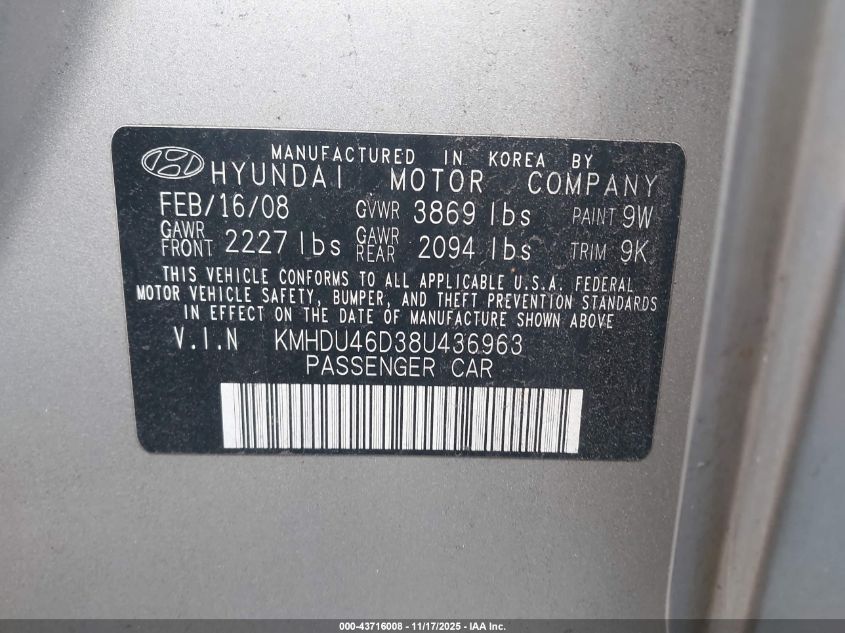 MANUFACTURED IN KOREA BY
HYUNDAI MOTOR COMPANY
FEB/16/08 GVWR 3869 lbs PAINT 9W
GAWR FRONT 2227 lbs GAWR REAR 2094 lbs TRIM 9K
THIS VEHICLE CONFORMS TO ALL APPLICABLE U.S.A. FEDERAL
MOTOR VEHICLE SAFETY, BUMPER, AND THEFT PREVENTION STANDARDS
IN EFFECT ON THE DATE OF MANUFACTURE SHOWN ABOVE
V.I.N KMHDU46D38U436963
PASSENGER CAR
000-43716008 - 11/17/2025 - IAA Inc.